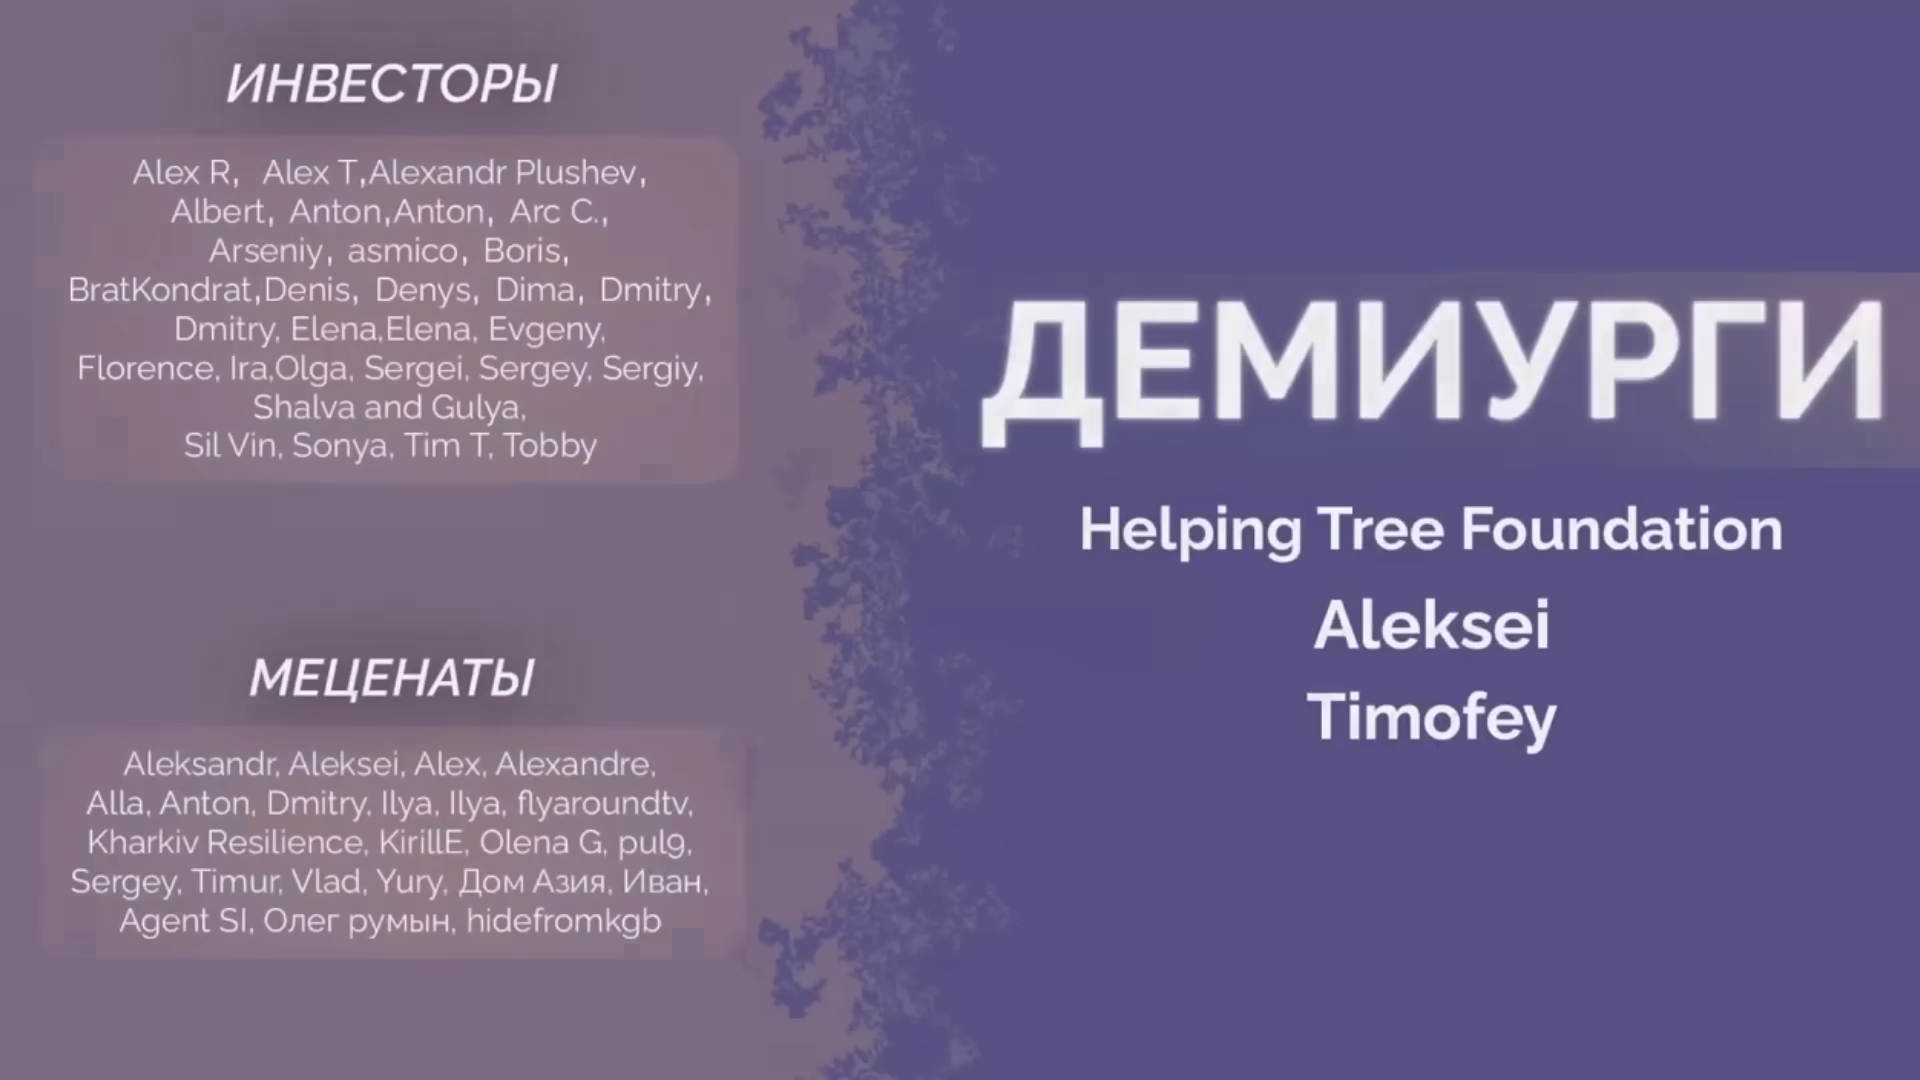 ИНВЕСТОРЫ
Alex R, Alex T,Alexandr Plushev,
Albert, Anton,Anton, Arc C.,
Arseniy, asmico, Boris,
BratKondrat,Denis, Denys, Dima, Dmitry,
Dmitry, Elena,Elena, Evgeny,
Florence, Ira,Olga, Sergei, Sergey, Sergiy,
Shalva and Gulya,
Sil Vin, Sonya, Tim T, Tobby
МЕЦЕНАТЫ
Aleksandr, Aleksei, Alex, Alexandre,
Alla, Anton, Dmitry, Ilya, Ilya, flyaroundtv,
Kharkiv Resilience, KirillE, Olena G, pul9,
Sergey, Timur, Vlad, Yury, Дом Азия, Иван,
Agent SI, Олег румын, hidefromkgb
ДЕМИУРГИ
Helping Tree Foundation
Aleksei
Timofey